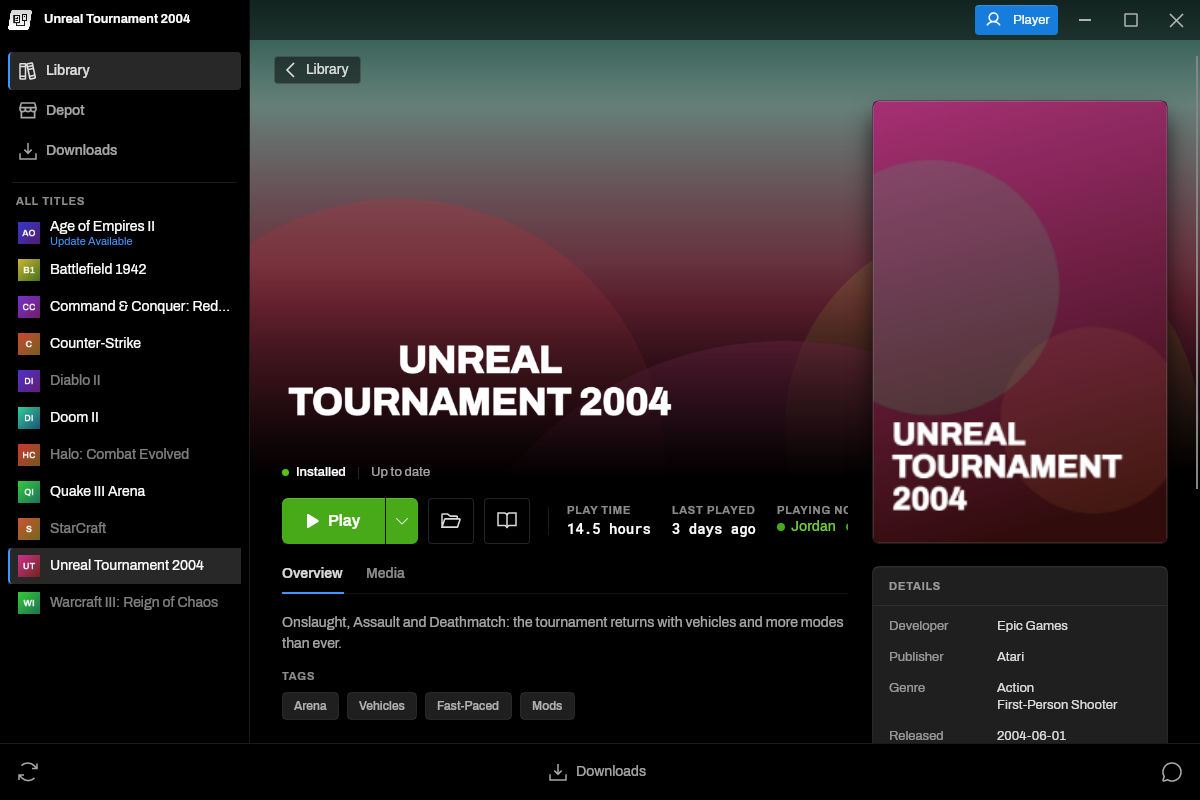 Unreal Tournament 2004
Player
Library
Depot
Downloads
ALL TITLES
AO Age of Empires II
Update Available
B1 Battlefield 1942
CC Command & Conquer: Red...
C Counter-Strike
DI Diablo II
DI Doom II
HC Halo: Combat Evolved
QI Quake III Arena
S StarCraft
UT Unreal Tournament 2004
WI Warcraft III: Reign of Chaos
Library
UNREAL
TOURNAMENT 2004
Installed
Up to date
Play
PLAY TIME
14.5 hours
LAST PLAYED
3 days ago
PLAYING NO
Jordan
Overview
Media
Onslaught, Assault and Deathmatch: the tournament returns with vehicles and more modes
than ever.
TAGS
Arena
Vehicles
Fast-Paced
Mods
UNREAL
TOURNAMENT
2004
DETAILS
Developer Epic Games
Publisher Atari
Genre Action
First-Person Shooter
Released 2004-06-01
Downloads